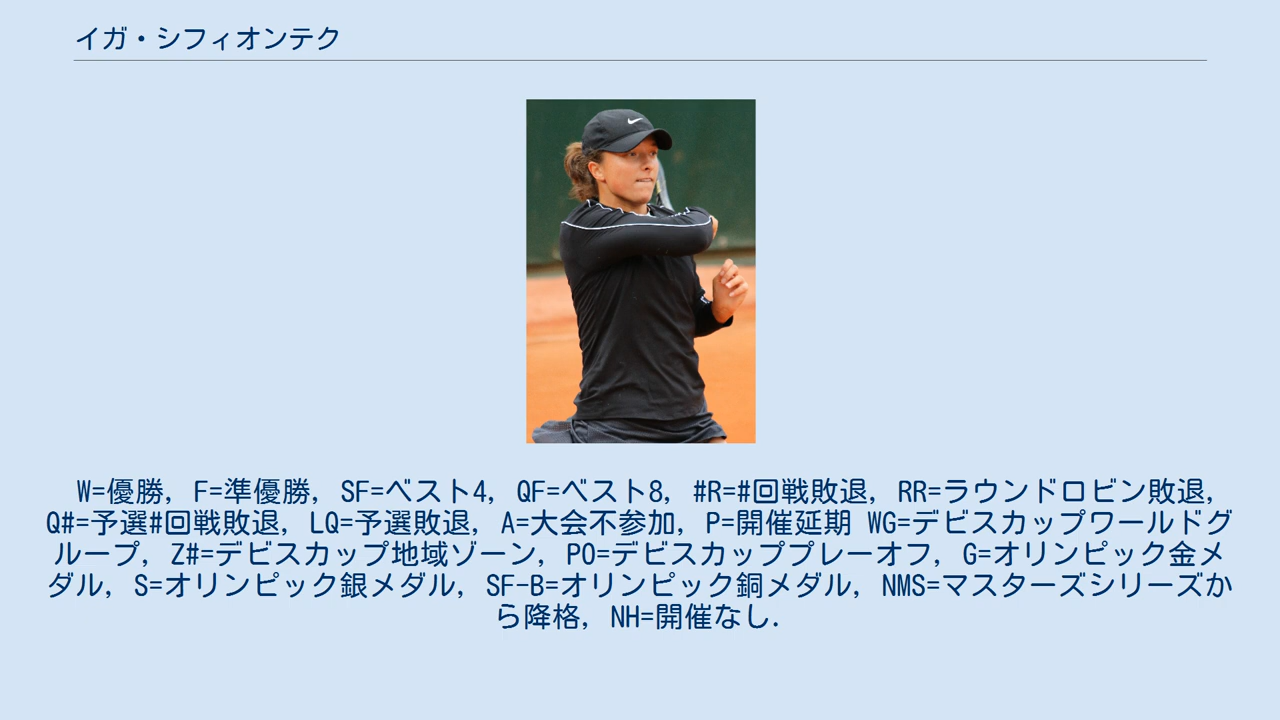 イガ・シフィオンテク
W=優勝, F=準優勝, SF=ベスト4, QF=ベスト8, #R=#回戦敗退, RR=ラウンドロビン敗退,
Q#=予選#回戦敗退, LQ=予選敗退, A=大会不参加, P=開催延期 WG=デビスカップワールドグ
ループ, Z#=デビスカップ地域ゾーン, PO=デビスカッププレーオフ, G=オリンピック金メ
ダル, S=オリンピック銀メダル, SF-B=オリンピック銅メダル, NMS=マスターズシリーズか
ら降格, NH=開催なし.